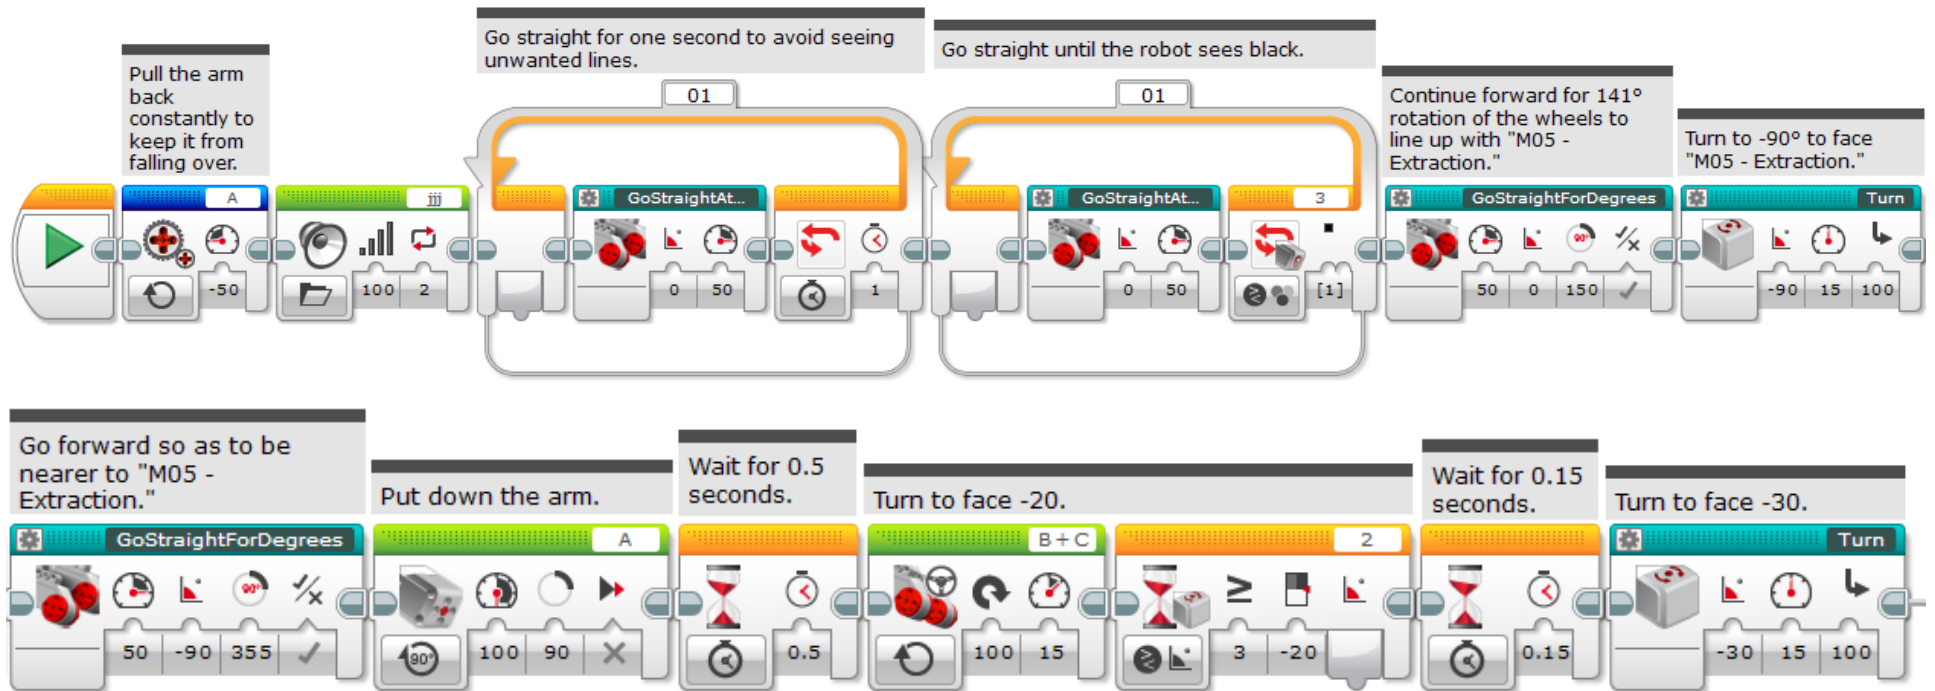 Pull the arm
back
constantly to
keep it from
falling over.
Go straight for one second to avoid seeing
unwanted lines.
Go straight until the robot sees black.
Continue forward for 141°
rotation of the wheels to
line up with "M05 -
Extraction."
Turn to -90° to face
"M05 - Extraction."
01
01
A
jjj
GoStraightAt...
GoStraightAt...
3
GoStraightForDegrees
Turn
-50
100 2
0 50
1
0 50
[1]
90°
50 0 150
-90 15 100
Go forward so as to be
nearer to "M05 -
Extraction."
Put down the arm.
Wait for 0.5
seconds.
Turn to face -20.
Wait for 0.15
seconds.
Turn to face -30.
GoStraightForDegrees
A
B+C
2
Turn
90°
50 -90 355
90°
100 90
0.5
100 15
≥
3 -20
0.15
-30 15 100